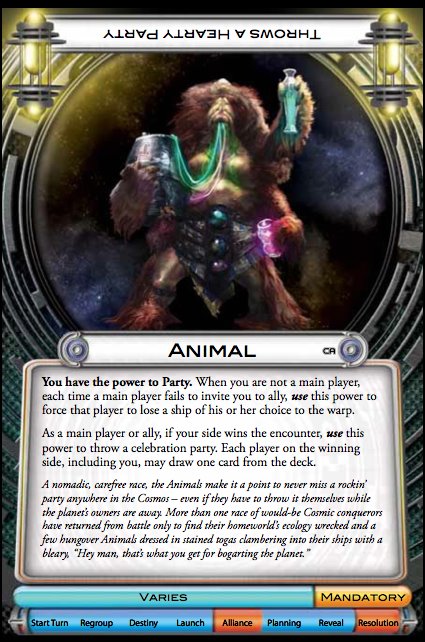 THROWS A HEARTY PARTY
ANIMAL
CA
You have the power to Party. When you are not a main player,
each time a main player fails to invite you to ally, use this power to
force that player to lose a ship of his or her choice to the warp.
As a main player or ally, if your side wins the encounter, use this
power to throw a celebration party. Each player on the winning
side, including you, may draw one card from the deck.
A nomadic, carefree race, the Animals make it a point to never miss a rockin’
party anywhere in the Cosmos – even if they have to throw it themselves while
the planet’s owners are away. More than one race of would-be Cosmic conquerors
have returned from battle only to find their homeworld’s ecology wrecked and a
few hungover Animals dressed in stained togas clambering into their ships with a
bleary, “Hey man, that’s what you get for bogarting the planet.”
VARIES
MANDATORY
Start Turn Regroup Destiny Launch Alliance Planning Reveal Resolution